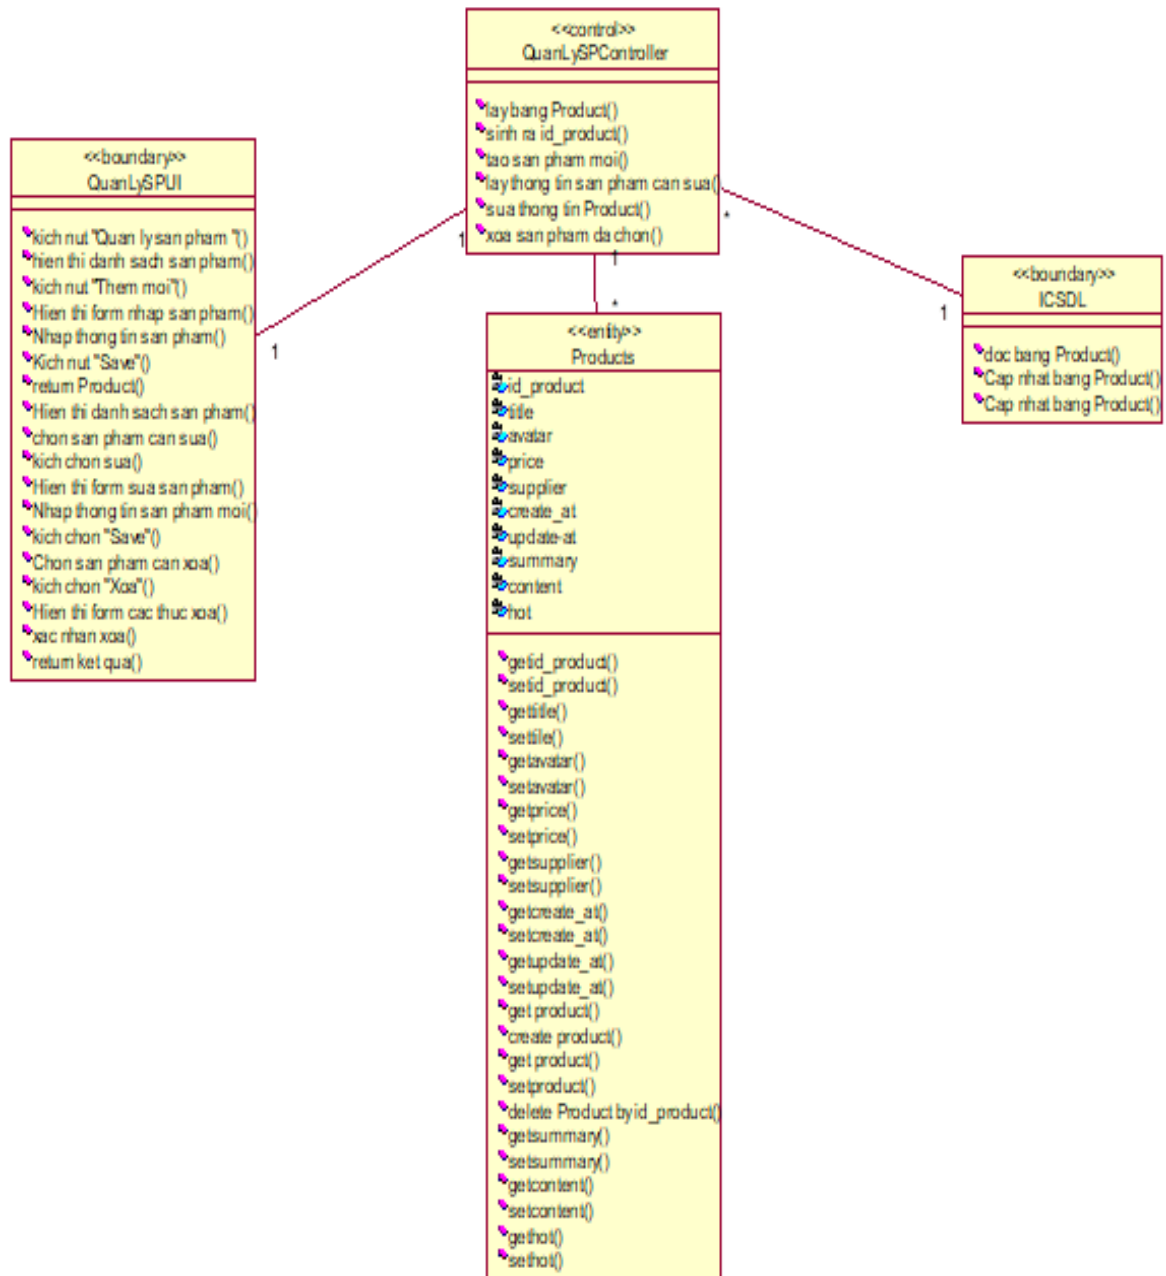 <<control>>
QuanLySPController
lay bang Product()
sinh ra id_product()
tao san pham moi()
lay thong tin san pham can sua()
sua thong tin Product()
xoa san pham da chon()
<<boundary>>
QuanLySPUI
kich nut "Quan ly san pham "()
hien thi danh sach san pham()
kich nut "Them moi"()
Hien thi form nhap san pham()
Nhap thong tin san pham()
Kich nut "Save"()
return Product()
Hien thi danh sach san pham()
chon san pham can sua()
kich chon sua()
Hien thi form sua san pham()
Nhap thong tin san pham moi()
kich chon "Save"()
Chon san pham can xoa()
kich chon "Xoa"()
Hien thi form cac thuc xoa()
xac nhan xoa()
return ket qua()
1
1
1
*
*
1
<<boundary>>
ICSDL
doc bang Product()
Cap nhat bang Product()
Cap nhat bang Product()
<<entity>>
Products
id_product
title
avatar
price
supplier
create_at
update-at
summary
content
hot
getid_product()
setid_product()
gettitle()
settile()
getavatar()
setavatar()
getprice()
setprice()
getsupplier()
setsupplier()
getcreate_at()
setcreate_at()
getupdate_at()
setupdate_at()
get product()
create product()
get product()
setproduct()
delete Product by id_product()
getsummary()
setsummary()
getcontent()
setcontent()
gethot()
sethot()